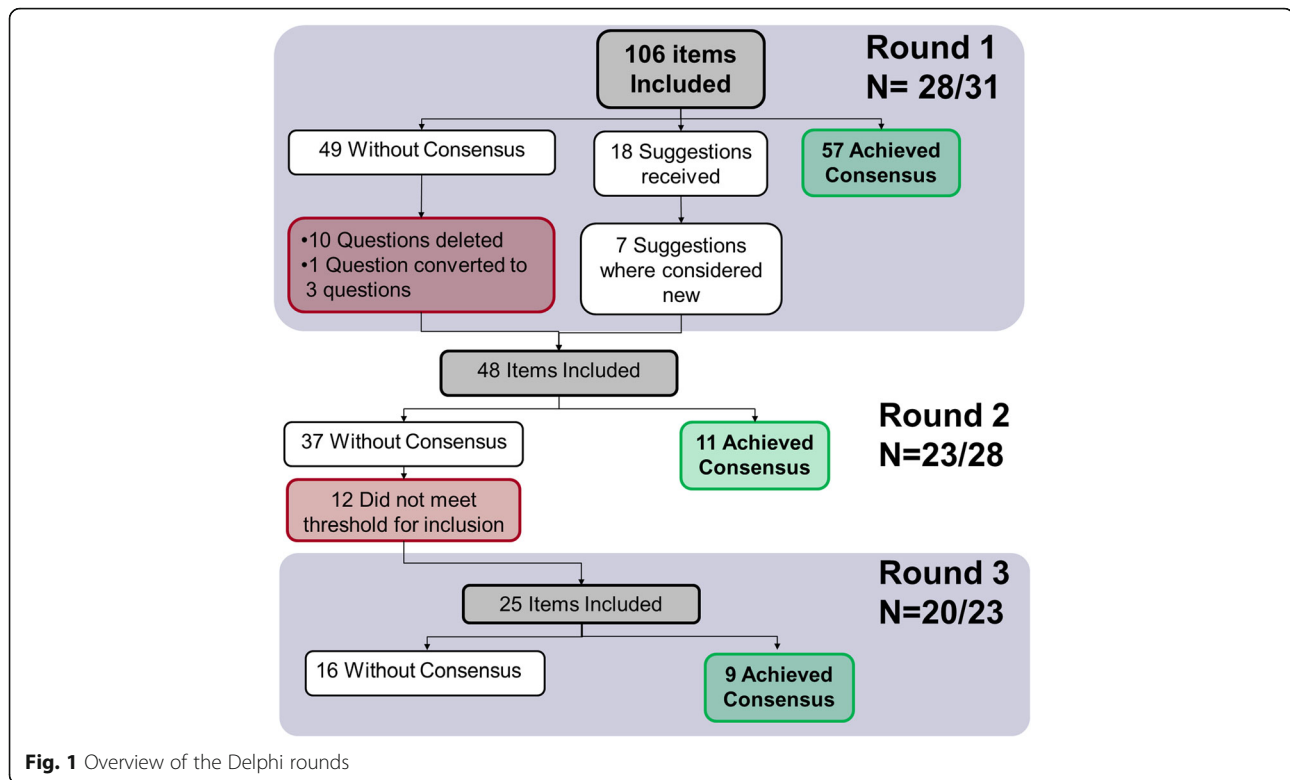 106 items
Included
Round 1
N= 28/31
49 Without Consensus
18 Suggestions
received
57 Achieved
Consensus
•10 Questions deleted
•1 Question converted to
3 questions
7 Suggestions
where considered
new
48 Items Included
Round 2
N=23/28
37 Without Consensus
11 Achieved
Consensus
12 Did not meet
threshold for inclusion
Round 3
N=20/23
25 Items Included
16 Without Consensus
9 Achieved
Consensus
Fig. 1 Overview of the Delphi rounds